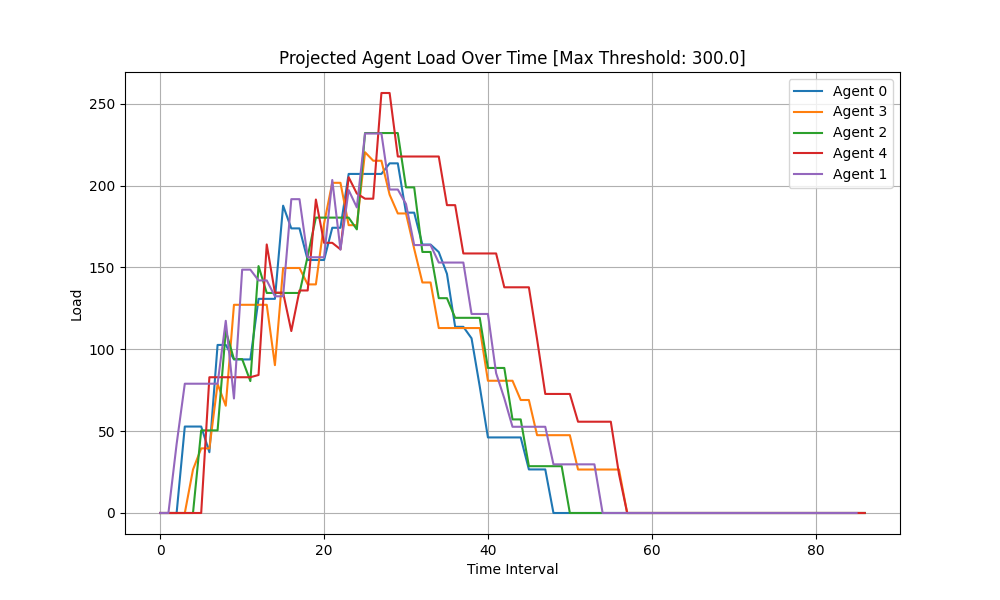 Projected Agent Load Over Time [Max Threshold: 300.0]
Load
250
200
150
100
50
0
0 20 40 60 80
Time Interval
Agent 0
Agent 3
Agent 2
Agent 4
Agent 1